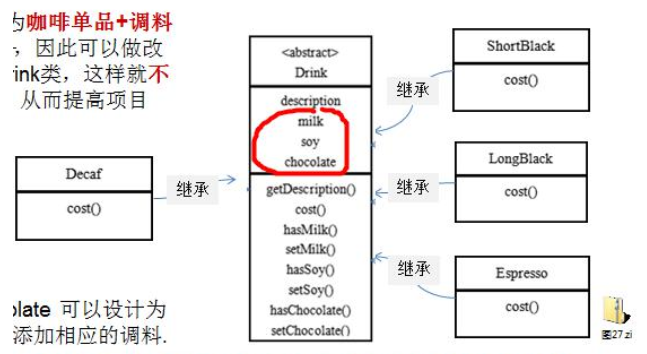 为咖啡单品+调料
，因此可以做改
rink类，这样就不
从而提高项目
<abstract>
Drink
description
milk
soy
chocolate
getDescription()
cost()
hasMilk()
setMilk()
hasSoy()
setSoy()
hasChocolate()
setChocolate()
ShortBlack
cost()
继承
LongBlack
cost()
继承
Decaf
cost()
继承
Espresso
cost()
继承
图27.zi
olate 可以设计为
添加相应的调料.